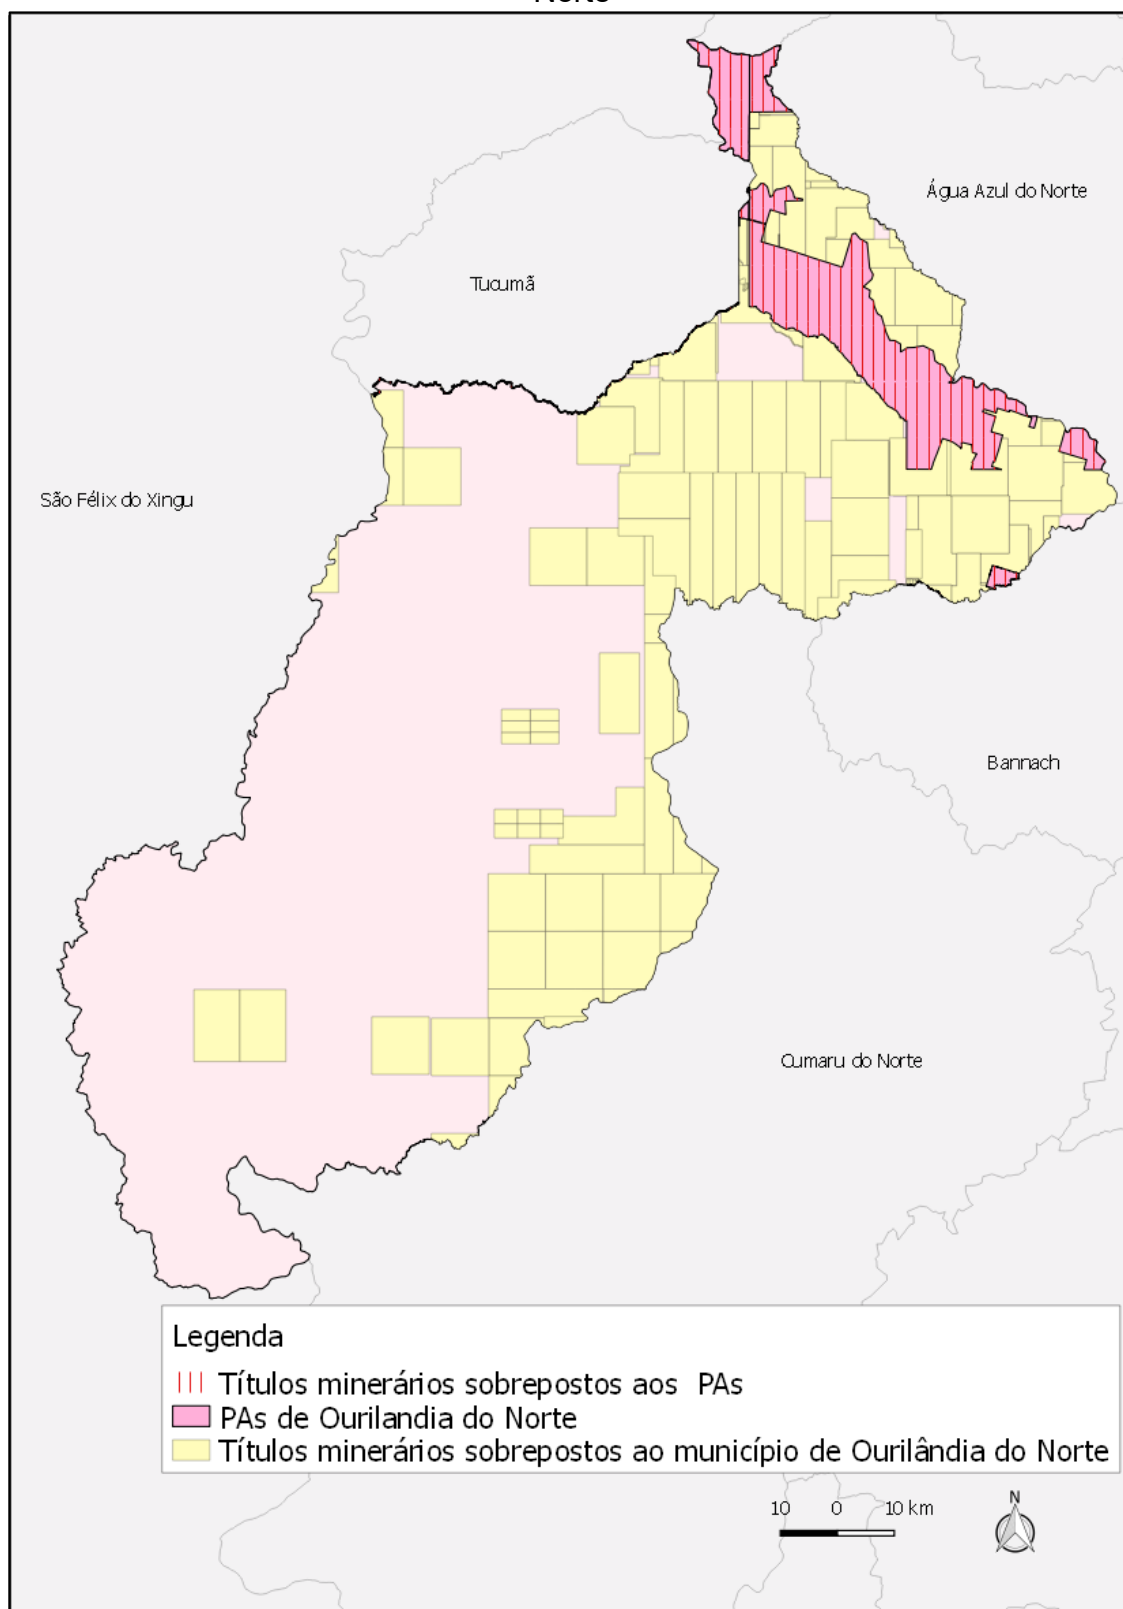 Norte
Água Azul do Norte
Tucumã
São Félix do Xingu
Bannach
Cumaru do Norte
Legenda
Títulos minerários sobrepostos aos PAs
PAs de Ourilandia do Norte
Títulos minerários sobrepostos ao município de Ourilândia do Norte
10 0 10 km
N